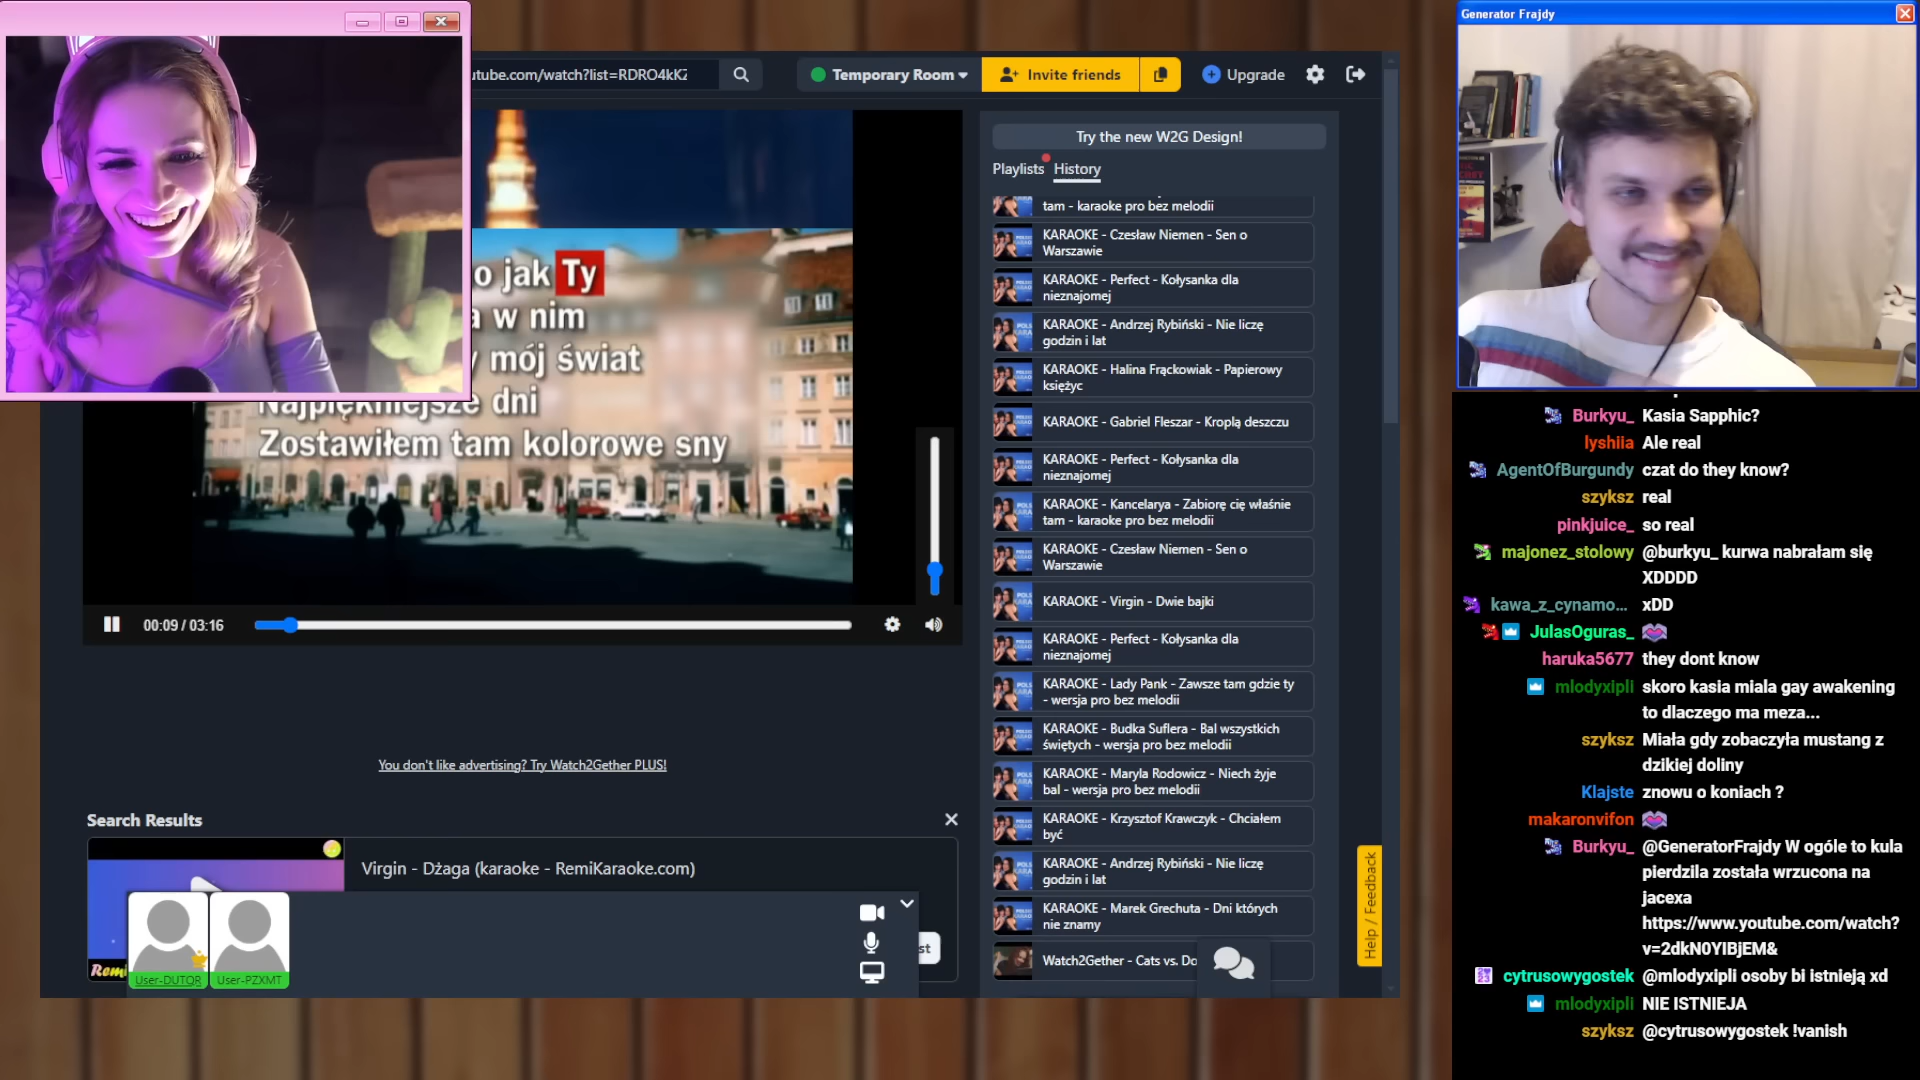 utube.com/watch?list=RDRO4kKZ
Temporary Room
Invite friends
Upgrade
o jak Ty
a w nim
mój świat
Najpiękniejsze dni
Zostawiłem tam kolorowe sny
00:09 / 03:16
You don't like advertising? Try Watch2Gether PLUS!
Search Results
Virgin - Dżaga (karaoke - RemiKaraoke.com)
Remi
User-DUTQR
User-PZXMT
st
Try the new W2G Design!
Playlists History
tam - karaoke pro bez melodii
KARAOKE - Czesław Niemen - Sen o
Warszawie
KARAOKE - Perfect - Kołysanka dla
nieznajomej
KARAOKE - Andrzej Rybiński - Nie liczę
godzin i lat
KARAOKE - Halina Frąckowiak - Papierowy
księżyc
KARAOKE - Gabriel Fleszar - Kroplą deszczu
KARAOKE - Perfect - Kołysanka dla
nieznajomej
KARAOKE - Kancelarya - Zabiorę cię właśnie
tam - karaoke pro bez melodii
KARAOKE - Czesław Niemen - Sen o
Warszawie
KARAOKE - Virgin - Dwie bajki
KARAOKE - Perfect - Kołysanka dla
nieznajomej
KARAOKE - Lady Pank - Zawsze tam gdzie ty
- wersja pro bez melodii
KARAOKE - Budka Suflera - Bal wszystkich
świętych - wersja pro bez melodii
KARAOKE - Maryla Rodowicz - Niech żyje
bal - wersja pro bez melodii
KARAOKE - Krzysztof Krawczyk - Chciałem
być
KARAOKE - Andrzej Rybiński - Nie liczę
godzin i lat
KARAOKE - Marek Grechuta - Dni których
nie znamy
Watch2Gether - Cats vs. Do
Help / Feedback
Generator Frajdy
Burkyu_ Kasia Sapphic?
lyshiia Ale real
AgentOfBurgundy czat do they know?
szyksz real
pinkjuice_ so real
majonez_stolowy @burkyu_ kurwa nabrałam się
XDDDD
kawa_z_cynamo... xDD
JulasOguras_
haruka5677 they dont know
mlodyxipli skoro kasia miala gay awakening
to dlaczego ma meza...
szyksz Miała gdy zobaczyła mustang z
dzikiej doliny
Klajste znowu o koniach ?
makaronvifon
Burkyu_ @GeneratorFrajdy W ogóle to kula
pierdzila została wrzucona na
jacexa
https://www.youtube.com/watch?
v=2dkN0YIBjEM&
cytrusowygostek @mlodyxipli osoby bi istnieją xd
mlodyxipli NIE ISTNIEJA
szyksz @cytrusowygostek !vanish